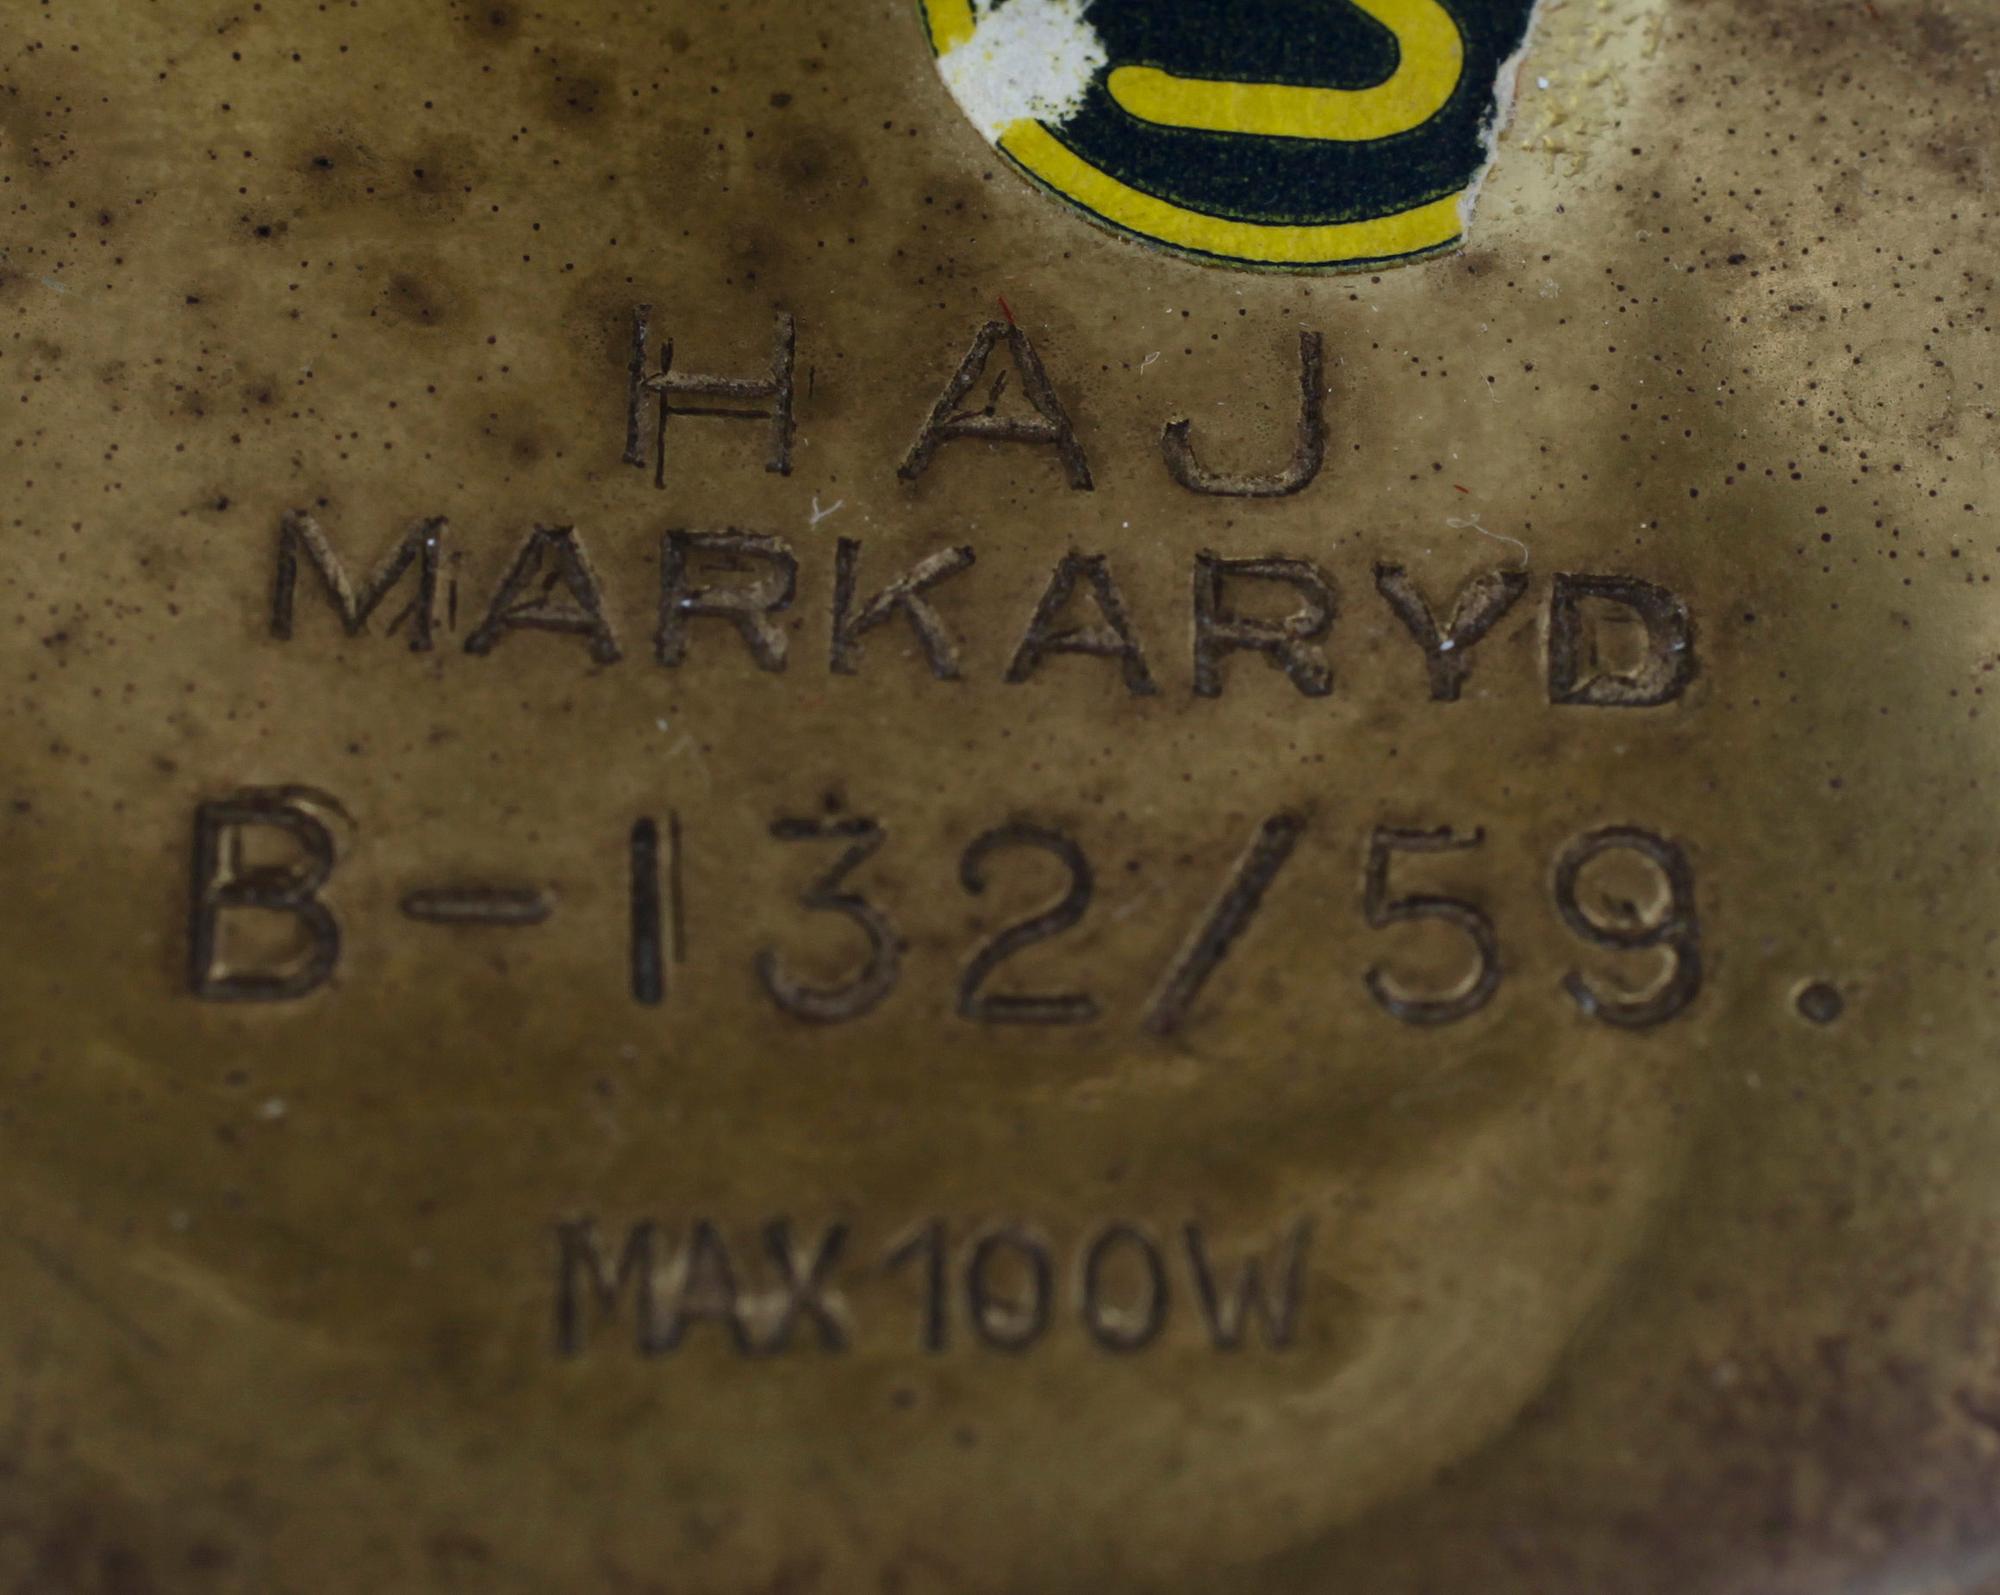 HAJ
MARKARYD
B-132/59.
MAX 100W